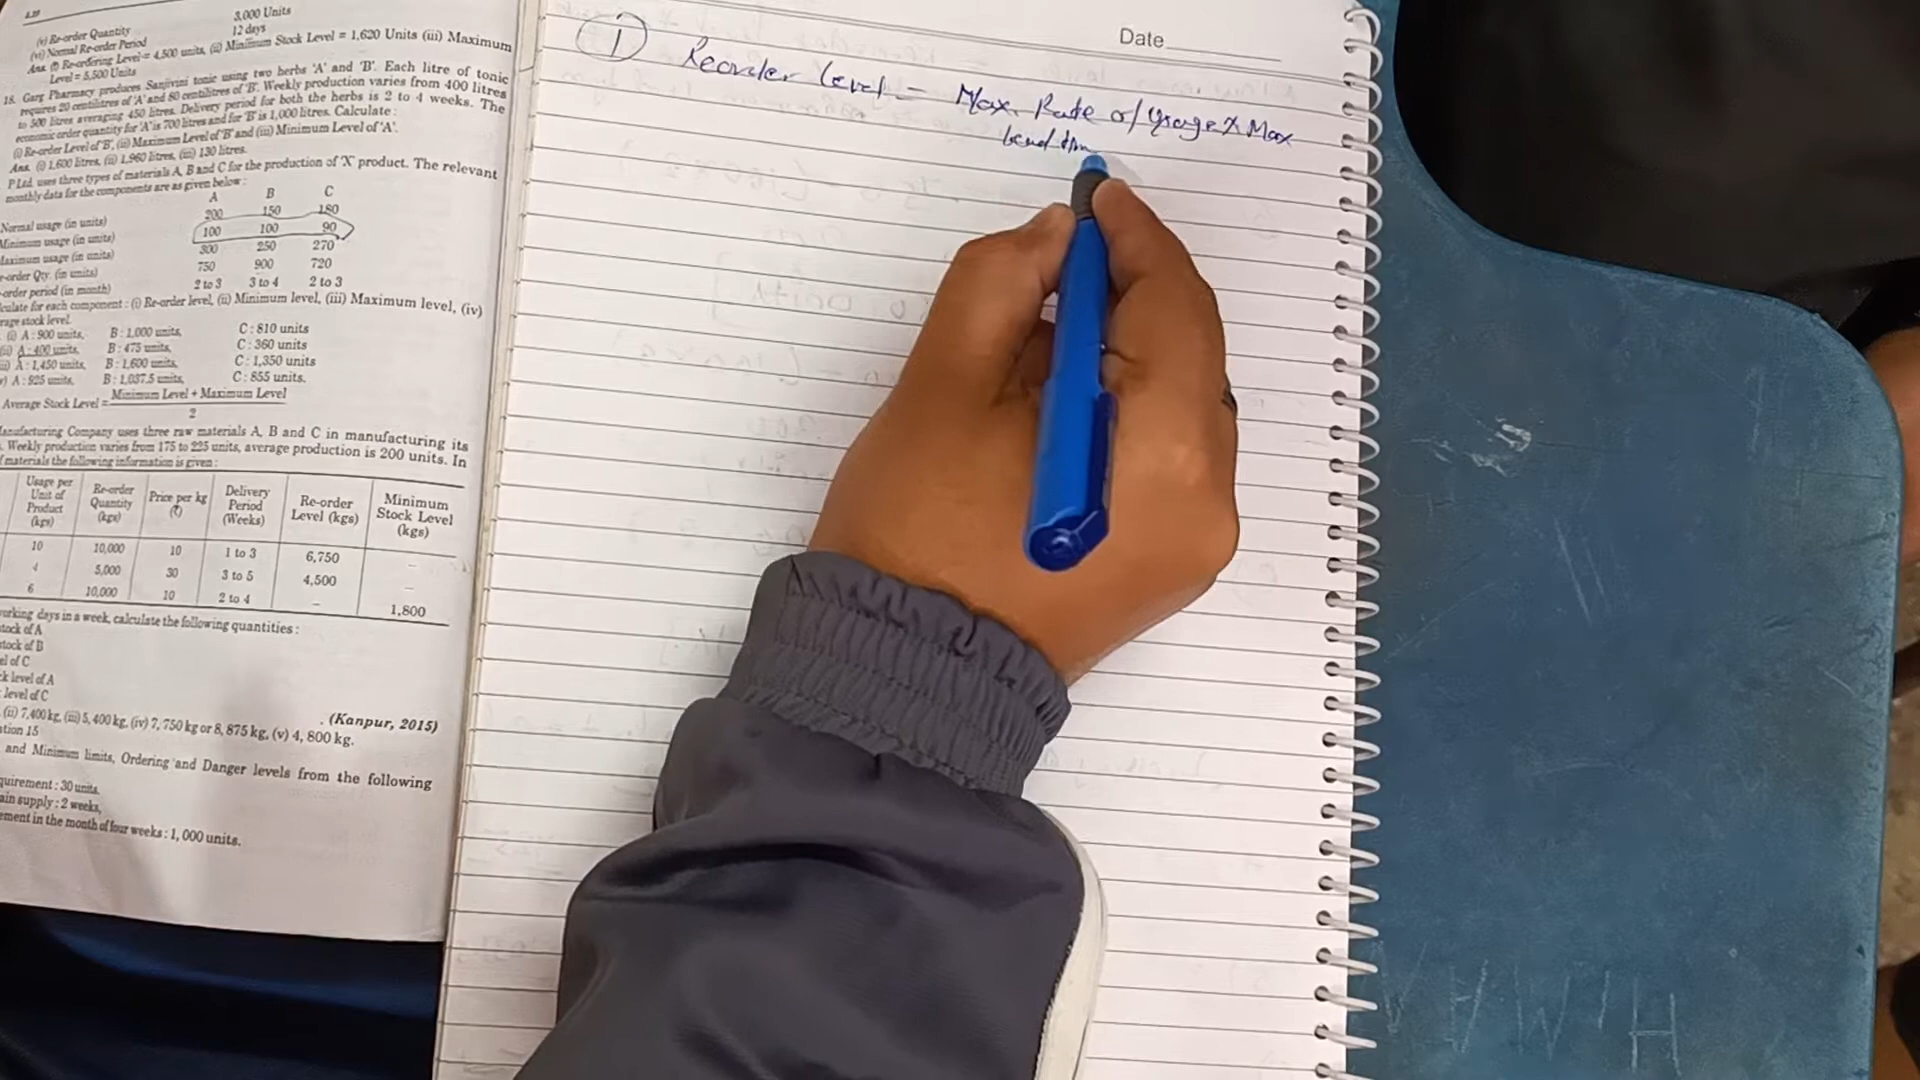 4.39
(v) Re-order Quantity 3,000 Units
(vi) Normal Re-order Period 12 days
Ans. (i) Re-ordering Level = 4,500 units, (ii) Minimum Stock Level = 1,620 Units (iii) Maximum
Level = 5,500 Units
18. Garg Pharmacy produces Sanjivini tonic using two herbs 'A' and 'B'. Each litre of tonic
requires 20 centilitres of 'A' and 80 centilitres of 'B'. Weekly production varies from 400 litres
to 500 litres averaging 450 litres. Delivery period for both the herbs is 2 to 4 weeks. The
economic order quantity for 'A' is 700 litres and for 'B' is 1,000 litres. Calculate :
(i) Re-order Level of 'B', (ii) Maximum Level of 'B' and (iii) Minimum Level of 'A'.
Ans. (i) 1,600 litres, (ii) 1,960 litres, (iii) 130 litres.
P Ltd. uses three types of materials A, B and C for the production of 'X' product. The relevant
monthly data for the components are as given below :
A B C
Normal usage (in units) 200 150 180
Minimum usage (in units) 100 100 90
Maximum usage (in units) 300 250 270
-order Qty. (in units) 750 900 720
-order period (in month) 2 to 3 3 to 4 2 to 3
culate for each component : (i) Re-order level, (ii) Minimum level, (iii) Maximum level, (iv)
rage stock level.
(i) A : 900 units, B : 1,000 units, C : 810 units
(ii) A : 400 units, B : 475 units, C : 360 units
A : 1,450 units, B : 1,600 units, C : 1,350 units
A : 925 units, B : 1,037.5 units, C : 855 units.
Average Stock Level = Minimum Level + Maximum Level
2
Manufacturing Company uses three raw materials A, B and C in manufacturing its
Weekly production varies from 175 to 225 units, average production is 200 units. In
materials the following information is given :
Usage per Unit of Product (kgs) Re-order Quantity (kgs) Price per kg (₹) Delivery Period (Weeks) Re-order Level (kgs) Minimum Stock Level (kgs)
10 10,000 10 1 to 3 6,750 –
4 5,000 30 3 to 5 4,500 –
6 10,000 10 2 to 4 – 1,800
working days in a week, calculate the following quantities :
stock of A
stock of B
el of C
k level of A
level of C
(Kanpur, 2015)
(ii) 7,400 kg, (iii) 5,400 kg, (iv) 7,750 kg or 8,875 kg, (v) 4,800 kg.
tion 15
and Minimum limits, Ordering and Danger levels from the following
quirement : 30 units.
ain supply : 2 weeks,
ement in the month of four weeks : 1,000 units.
Date
① Reorder level = Max. Rate of Usage X Max
lead tim